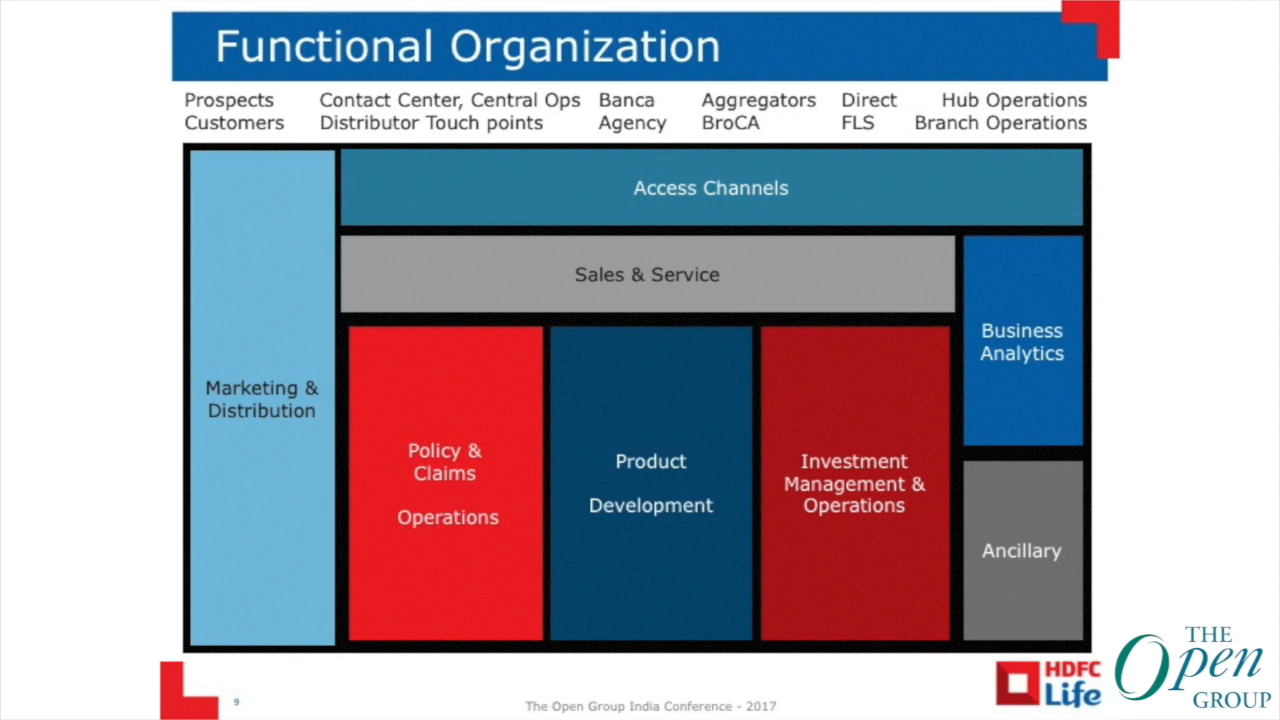 Functional Organization
Prospects Contact Center, Central Ops Banca Aggregators Direct Hub Operations
Customers Distributor Touch points Agency BroCA FLS Branch Operations
Access Channels
Sales & Service
Business
Analytics
Marketing &
Distribution
Policy &
Claims
Operations
Product
Development
Investment
Management &
Operations
Ancillary
9
The Open Group India Conference - 2017
HDFC
Life
THE
Open
GROUP